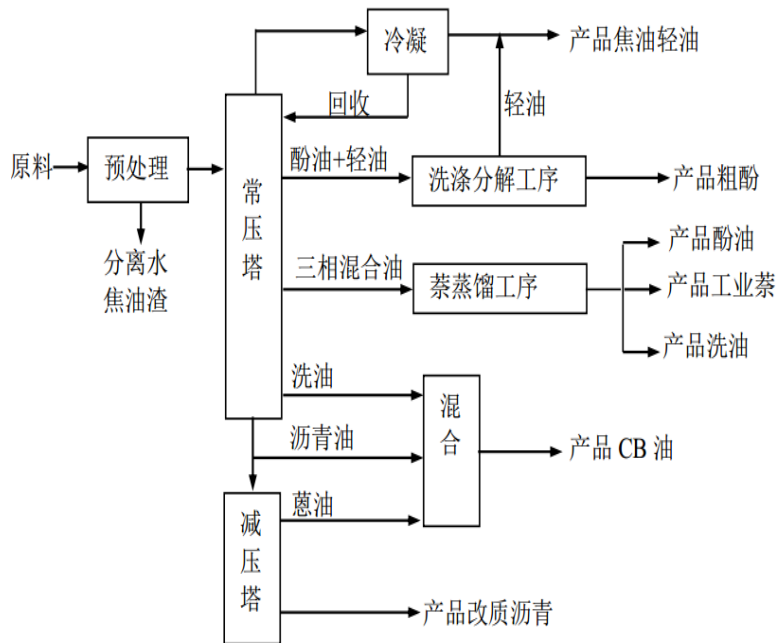 冷凝
产品焦油轻油
回收
轻油
原料
预处理
常压塔
酚油+轻油
洗涤分解工序
产品粗酚
分离水
焦油渣
三相混合油
萘蒸馏工序
产品酚油
产品工业萘
产品洗油
洗油
混合
沥青油
产品 CB 油
减压塔
蒽油
产品改质沥青